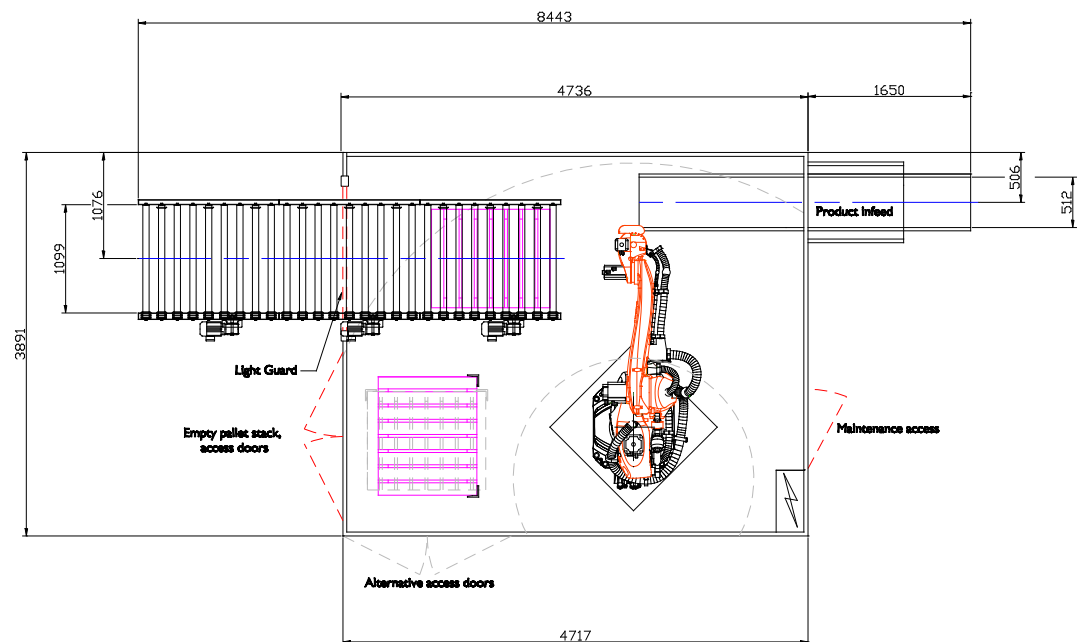 8443
4736
1650
1076
506
512
Product Infeed
1099
3891
Light Guard
Empty pallet stack,
access doors
Maintenance access
Alternative access doors
4717